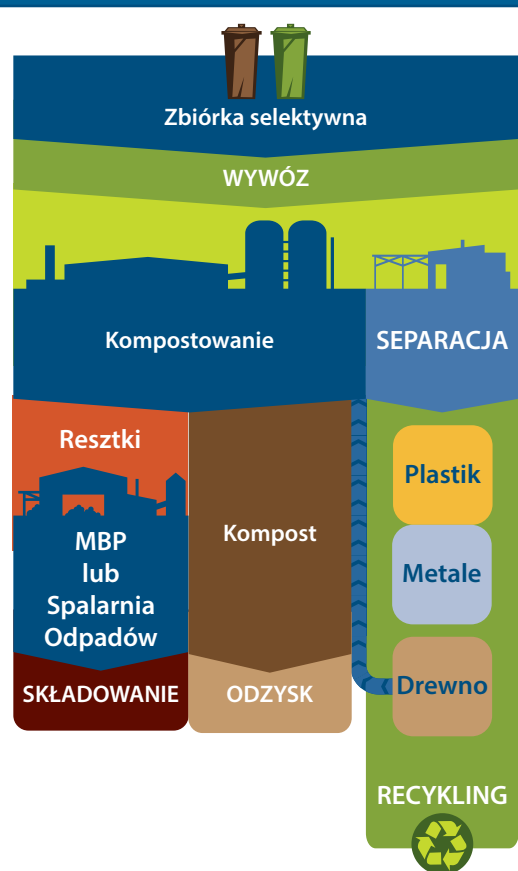 Zbiórka selektywna
WYWÓZ
Kompostowanie
SEPARACJA
Resztki
MBP
lub
Spalarnia
Odpadów
SKŁADOWANIE
Kompost
ODZYSK
Plastik
Metale
Drewno
RECYKLING